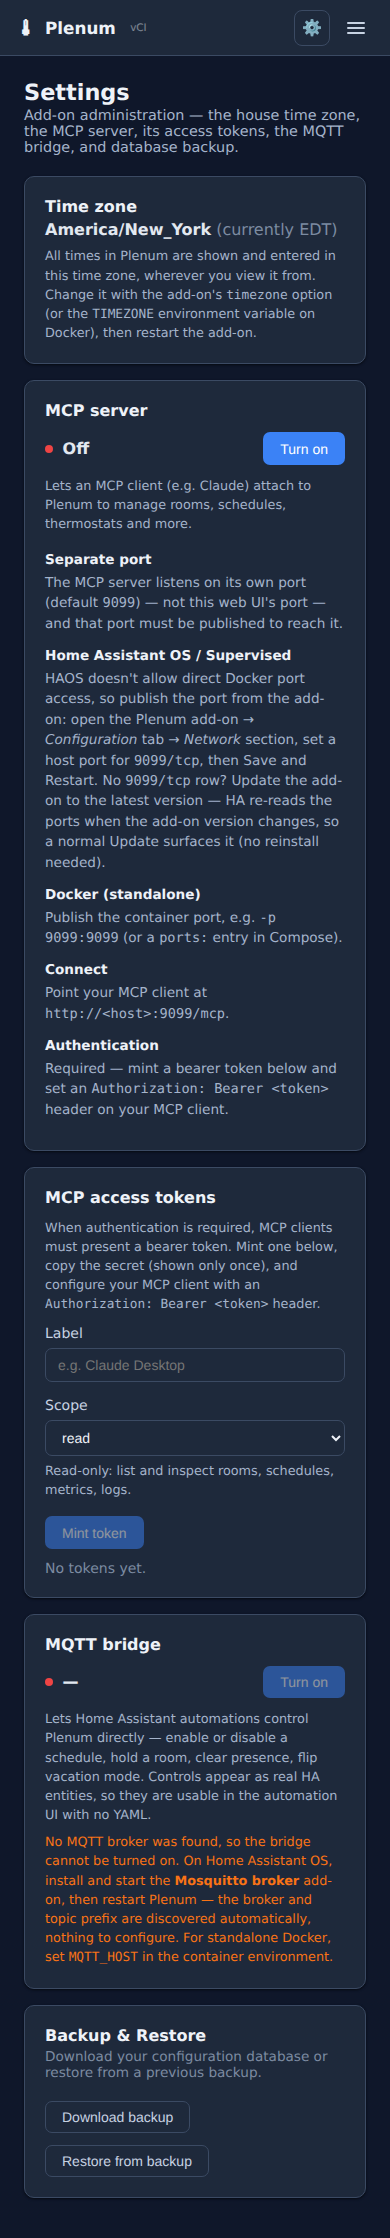 Plenum vCI
Settings
Add-on administration — the house time zone,
the MCP server, its access tokens, the MQTT
bridge, and database backup.
Time zone
America/New_York (currently EDT)
All times in Plenum are shown and entered in
this time zone, wherever you view it from.
Change it with the add-on's timezone option
(or the TIMEZONE environment variable on
Docker), then restart the add-on.
MCP server
Off
Turn on
Lets an MCP client (e.g. Claude) attach to
Plenum to manage rooms, schedules,
thermostats and more.
Separate port
The MCP server listens on its own port
(default 9099) — not this web UI's port —
and that port must be published to reach it.
Home Assistant OS / Supervised
HAOS doesn't allow direct Docker port
access, so publish the port from the add-
on: open the Plenum add-on →
Configuration tab → Network section, set a
host port for 9099/tcp, then Save and
Restart. No 9099/tcp row? Update the add-
on to the latest version — HA re-reads the
ports when the add-on version changes, so
a normal Update surfaces it (no reinstall
needed).
Docker (standalone)
Publish the container port, e.g. -p
9099:9099 (or a ports: entry in Compose).
Connect
Point your MCP client at
http://<host>:9099/mcp.
Authentication
Required — mint a bearer token below and
set an Authorization: Bearer <token>
header on your MCP client.
MCP access tokens
When authentication is required, MCP clients
must present a bearer token. Mint one below,
copy the secret (shown only once), and
configure your MCP client with an
Authorization: Bearer <token> header.
Label
e.g. Claude Desktop
Scope
read
Read-only: list and inspect rooms, schedules,
metrics, logs.
Mint token
No tokens yet.
MQTT bridge
—
Turn on
Lets Home Assistant automations control
Plenum directly — enable or disable a
schedule, hold a room, clear presence, flip
vacation mode. Controls appear as real HA
entities, so they are usable in the automation
UI with no YAML.
No MQTT broker was found, so the bridge
cannot be turned on. On Home Assistant OS,
install and start the Mosquitto broker add-
on, then restart Plenum — the broker and
topic prefix are discovered automatically,
nothing to configure. For standalone Docker,
set MQTT_HOST in the container environment.
Backup & Restore
Download your configuration database or
restore from a previous backup.
Download backup
Restore from backup